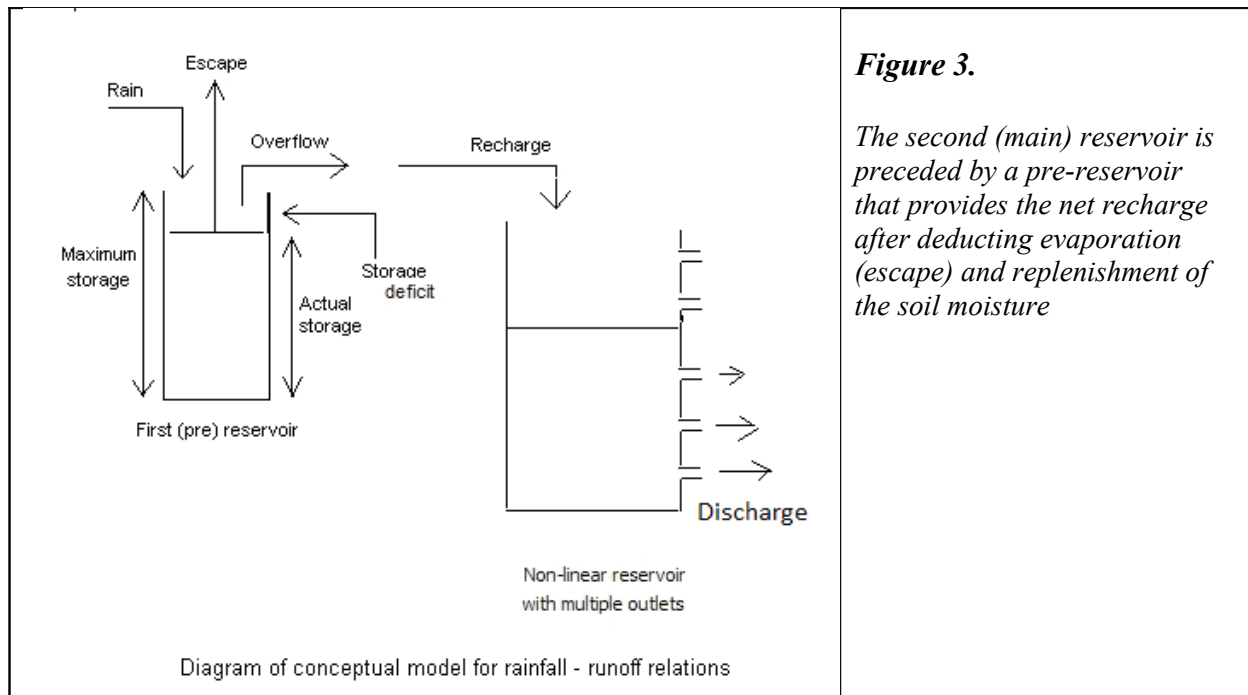 Escape
Rain
Overflow
Recharge
Maximum
storage
Storage
deficit
Actual
storage
First (pre) reservoir
Discharge
Non-linear reservoir
with multiple outlets
Diagram of conceptual model for rainfall - runoff relations
Figure 3.
The second (main) reservoir is
preceded by a pre-reservoir
that provides the net recharge
after deducting evaporation
(escape) and replenishment of
the soil moisture